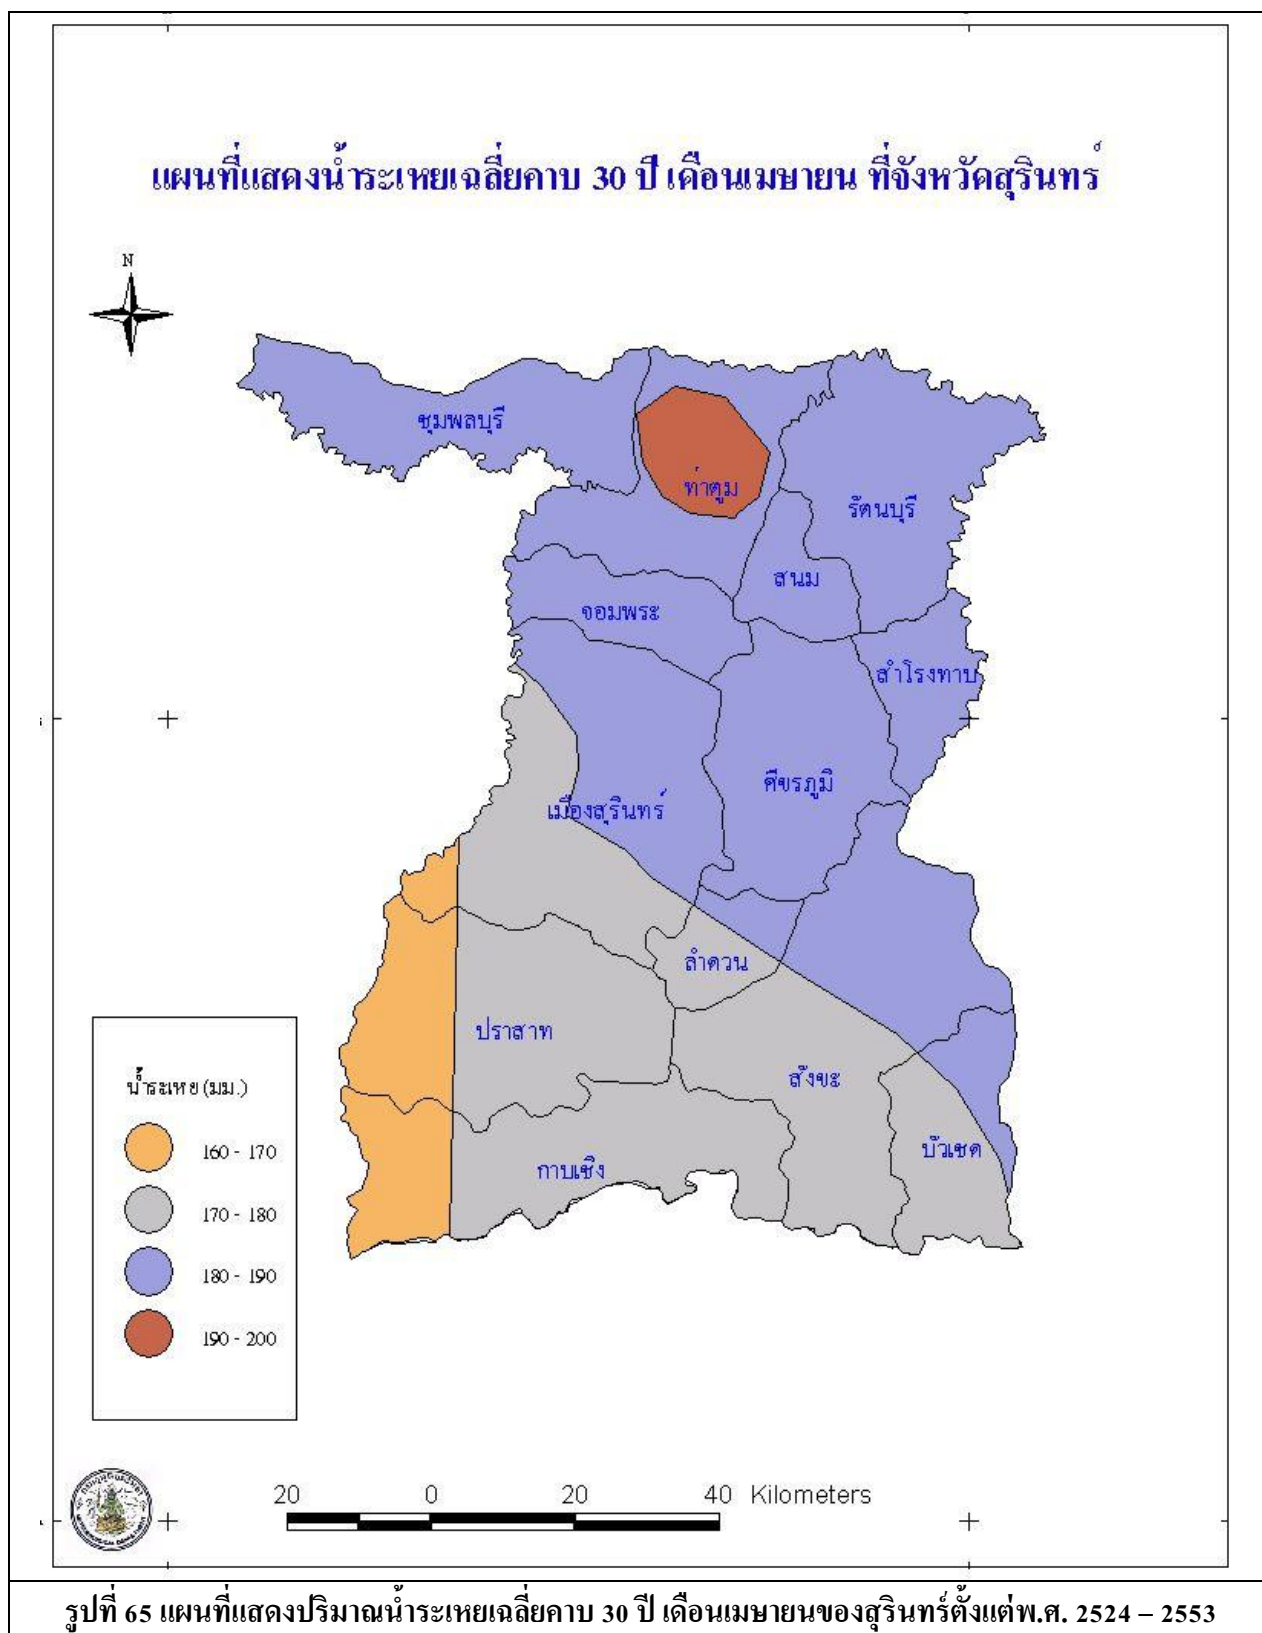 แผนที่แสดงน้ำระเหยเฉลี่ยคาบ 30 ปี เดือนเมษายน ที่จังหวัดสุรินทร์
N
ชุมพลบุรี
ท่าตูม
รัตนบุรี
สนม
จอมพระ
สำโรงทาบ
ศีขรภูมิ
เมืองสุรินทร์
ลำดวน
ปราสาท
สังขะ
บัวเชด
กาบเชิง
น้ำระเหย (มม.)
160 - 170
170 - 180
180 - 190
190 - 200
20 0 20 40 Kilometers
รูปที่ 65 แผนที่แสดงปริมาณน้ำระเหยเฉลี่ยคาบ 30 ปี เดือนเมษายนของสุรินทร์ตั้งแต่พ.ศ. 2524 – 2553